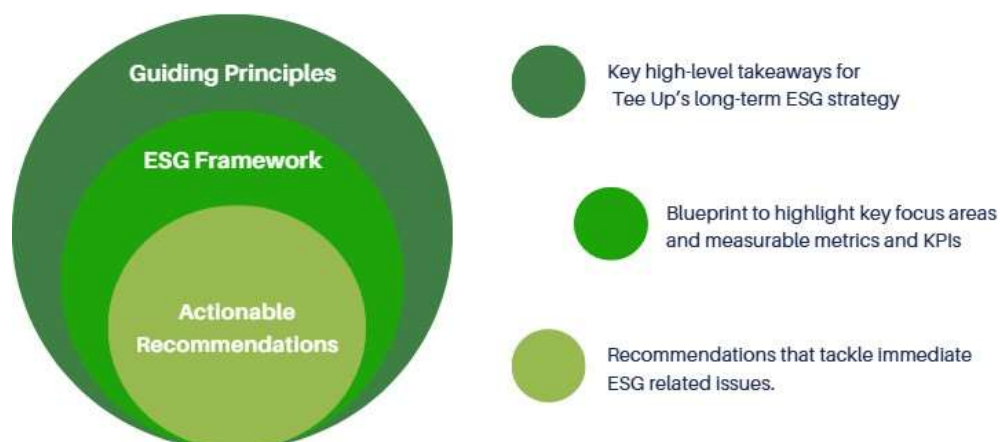 Guiding Principles
ESG Framework
Actionable
Recommendations
Key high-level takeaways for
Tee Up's long-term ESG strategy
Blueprint to highlight key focus areas
and measurable metrics and KPIs
Recommendations that tackle immediate
ESG related issues.